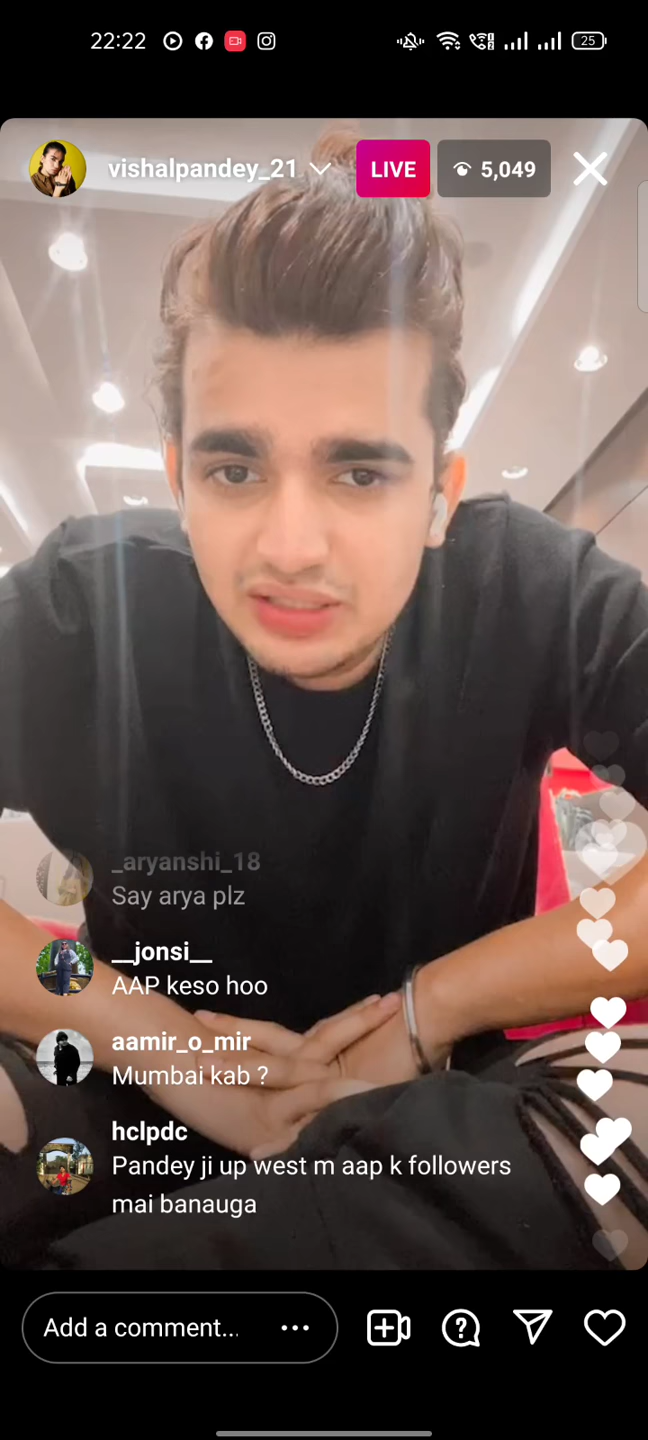 22:22
25
vishalpandey_21
LIVE
5,049
_aryanshi_18
Say arya plz
__jonsi__
AAP keso hoo
aamir_o_mir
Mumbai kab ?
hclpdc
Pandey ji up west m aap k followers
mai banauga
Add a comment...